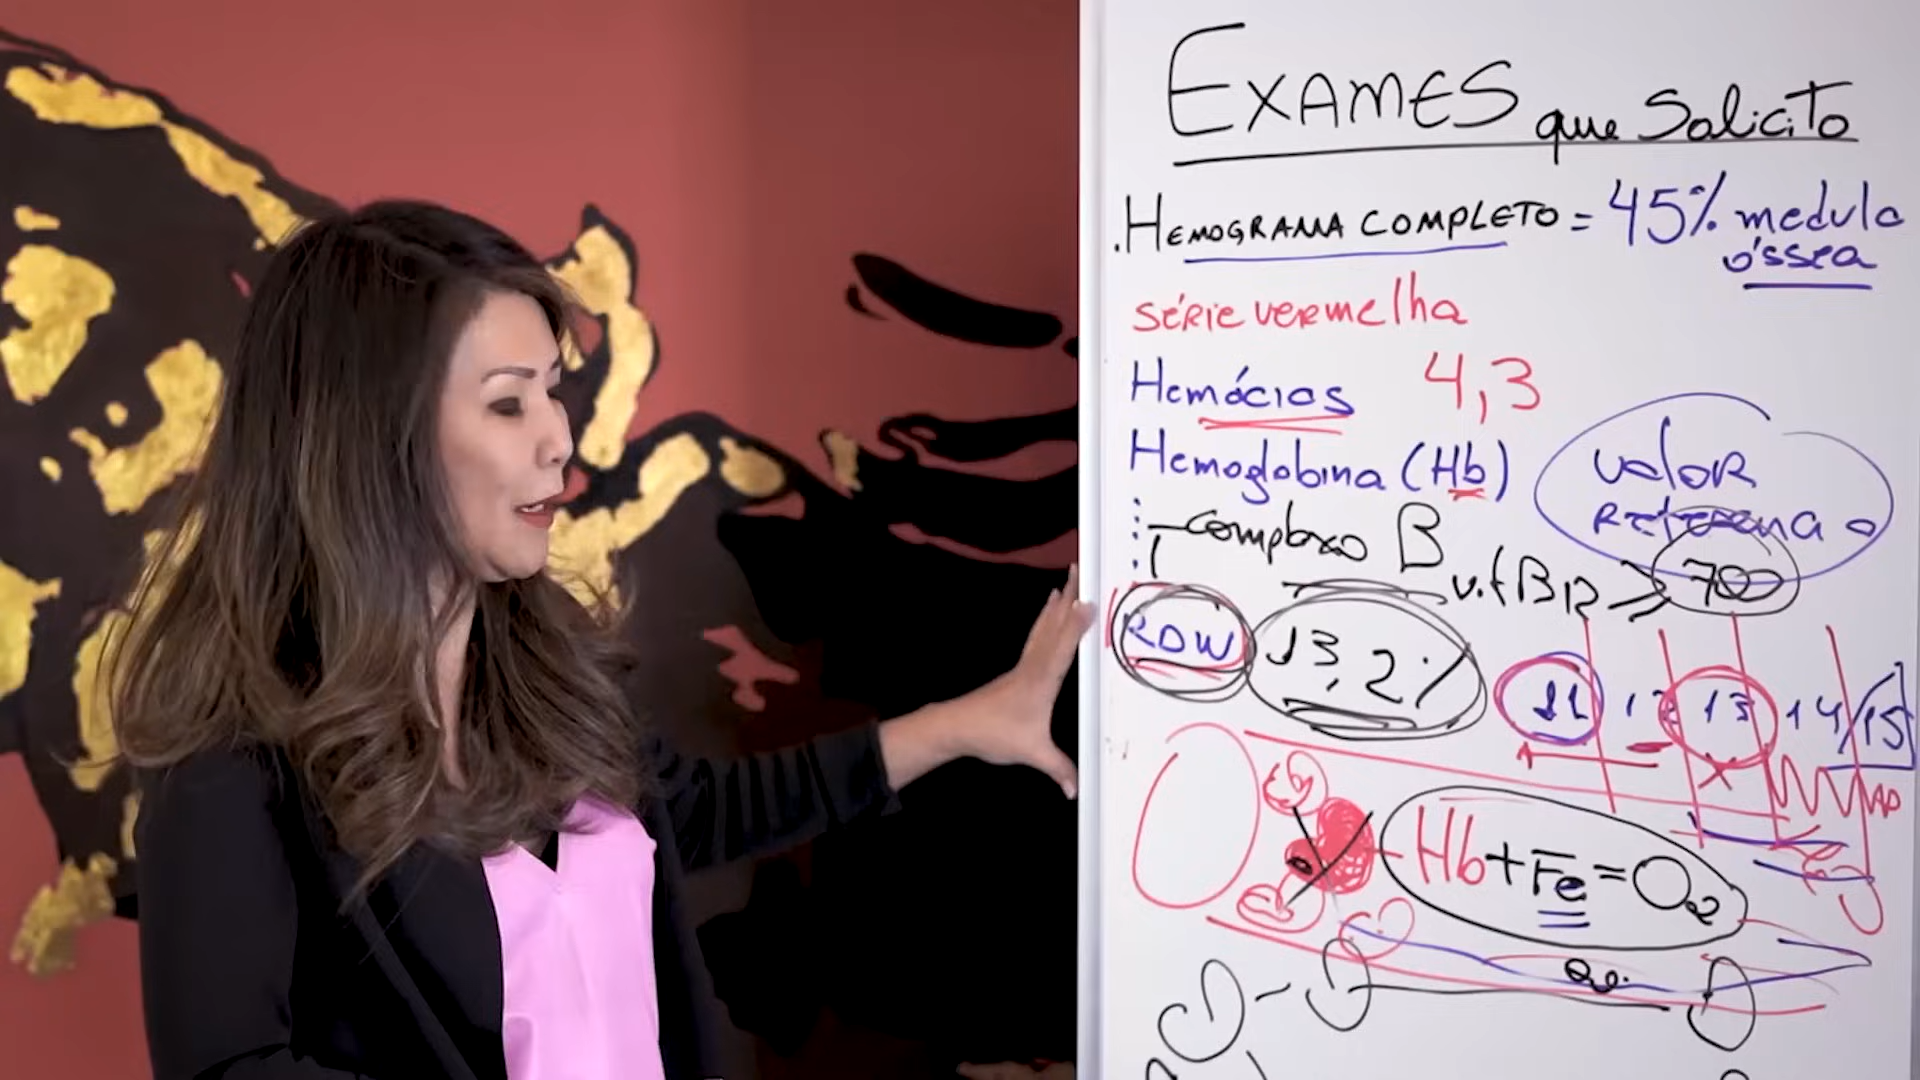 EXAMES que Solicito
. HEMOGRAMA COMPLETO = 45% medula
óssea
SÉRIE VERMELHA
Hemácias 4,3
Hemoglobina (Hb)
valor
complexo B
B12 ≥ 700
RDW 13,2%
11 12 13 14/15
Hb + Fe = O2